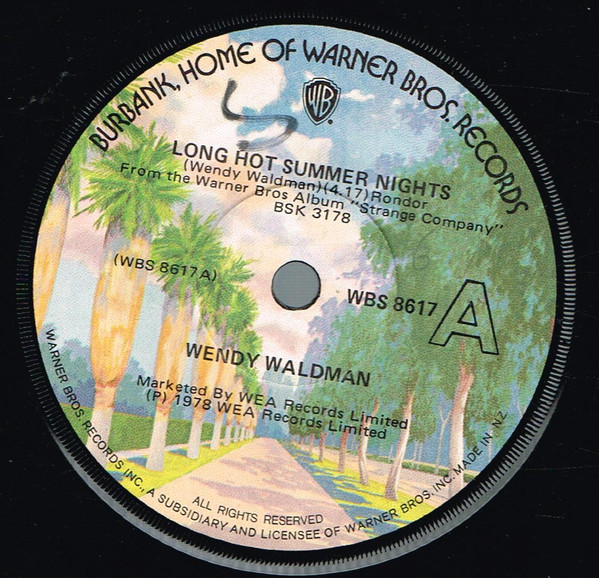 BURBANK, HOME OF WARNER BROS. RECORDS
WB
LONG HOT SUMMER NIGHTS
(Wendy Waldman)(4.17)Rondor
From the Warner Bros Album "Strange Company"
BSK 3178
(WBS 8617A)
WBS 8617
A
WENDY WALDMAN
Marketed By WEA Records Limited
(P) 1978 WEA Records Limited
ALL RIGHTS RESERVED
WARNER BROS. RECORDS INC., A SUBSIDIARY AND LICENSEE OF WARNER BROS. INC. MADE IN NZ